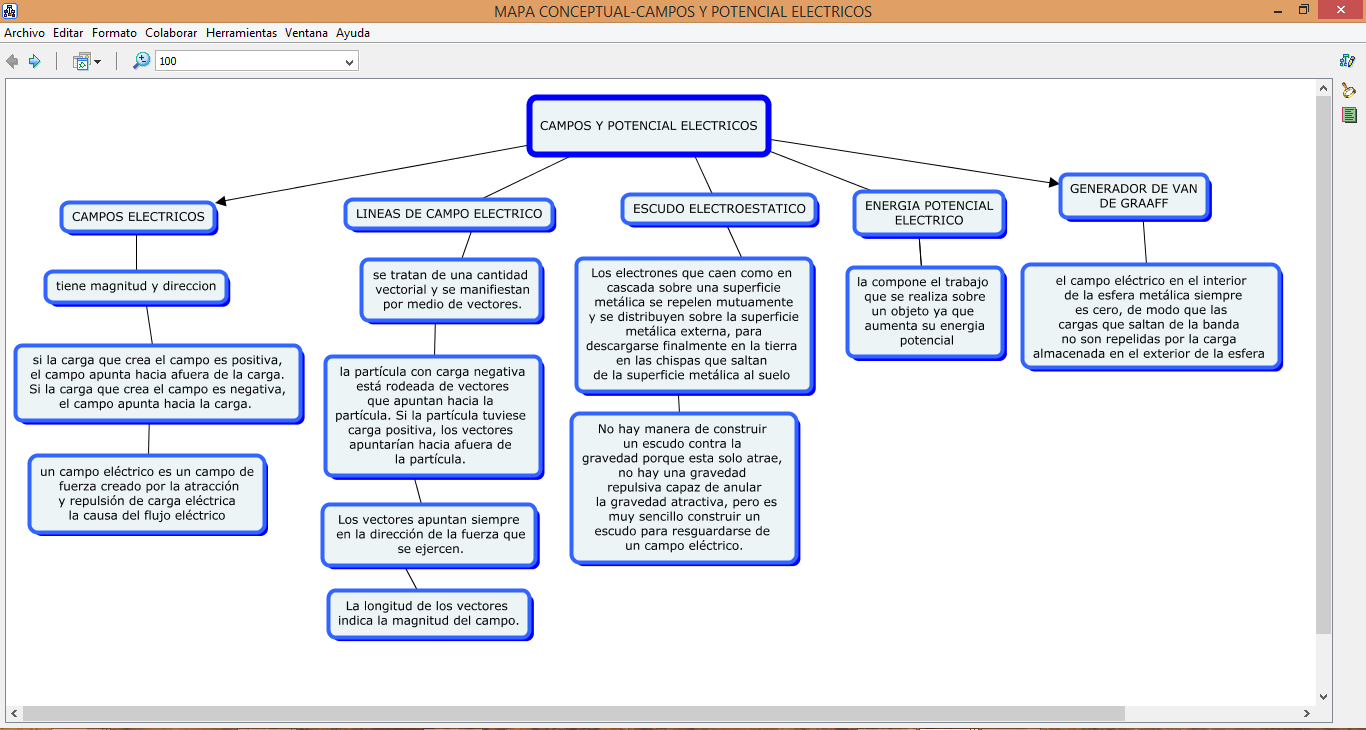 MAPA CONCEPTUAL-CAMPOS Y POTENCIAL ELECTRICOS
Archivo Editar Formato Colaborar Herramientas Ventana Ayuda
100
CAMPOS Y POTENCIAL ELECTRICOS
CAMPOS ELECTRICOS
tiene magnitud y direccion
si la carga que crea el campo es positiva,
el campo apunta hacia afuera de la carga.
Si la carga que crea el campo es negativa,
el campo apunta hacia la carga.
un campo eléctrico es un campo de
fuerza creado por la atracción
y repulsión de carga eléctrica
la causa del flujo eléctrico
LINEAS DE CAMPO ELECTRICO
se tratan de una cantidad
vectorial y se manifiestan
por medio de vectores.
la partícula con carga negativa
está rodeada de vectores
que apuntan hacia la
partícula. Si la partícula tuviese
carga positiva, los vectores
apuntarían hacia afuera de
la partícula.
Los vectores apuntan siempre
en la dirección de la fuerza que
se ejercen.
La longitud de los vectores
indica la magnitud del campo.
ESCUDO ELECTROESTATICO
Los electrones que caen como en
cascada sobre una superficie
metálica se repelen mutuamente
y se distribuyen sobre la superficie
metálica externa, para
descargarse finalmente en la tierra
en las chispas que saltan
de la superficie metálica al suelo
No hay manera de construir
un escudo contra la
gravedad porque esta solo atrae,
no hay una gravedad
repulsiva capaz de anular
la gravedad atractiva, pero es
muy sencillo construir un
escudo para resguardarse de
un campo eléctrico.
ENERGIA POTENCIAL
ELECTRICO
la compone el trabajo
que se realiza sobre
un objeto ya que
aumenta su energia
potencial
GENERADOR DE VAN
DE GRAAFF
el campo eléctrico en el interior
de la esfera metálica siempre
es cero, de modo que las
cargas que saltan de la banda
no son repelidas por la carga
almacenada en el exterior de la esfera